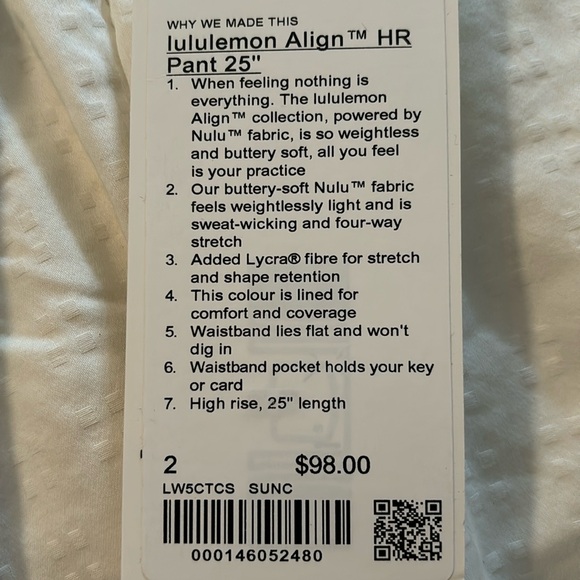 WHY WE MADE THIS
lululemon Align™ HR
Pant 25"
1. When feeling nothing is
everything. The lululemon
Align™ collection, powered by
Nulu™ fabric, is so weightless
and buttery soft, all you feel
is your practice
2. Our buttery-soft Nulu™ fabric
feels weightlessly light and is
sweat-wicking and four-way
stretch
3. Added Lycra® fibre for stretch
and shape retention
4. This colour is lined for
comfort and coverage
5. Waistband lies flat and won't
dig in
6. Waistband pocket holds your key
or card
7. High rise, 25" length
2 $98.00
LW5CTCS SUNC
000146052480